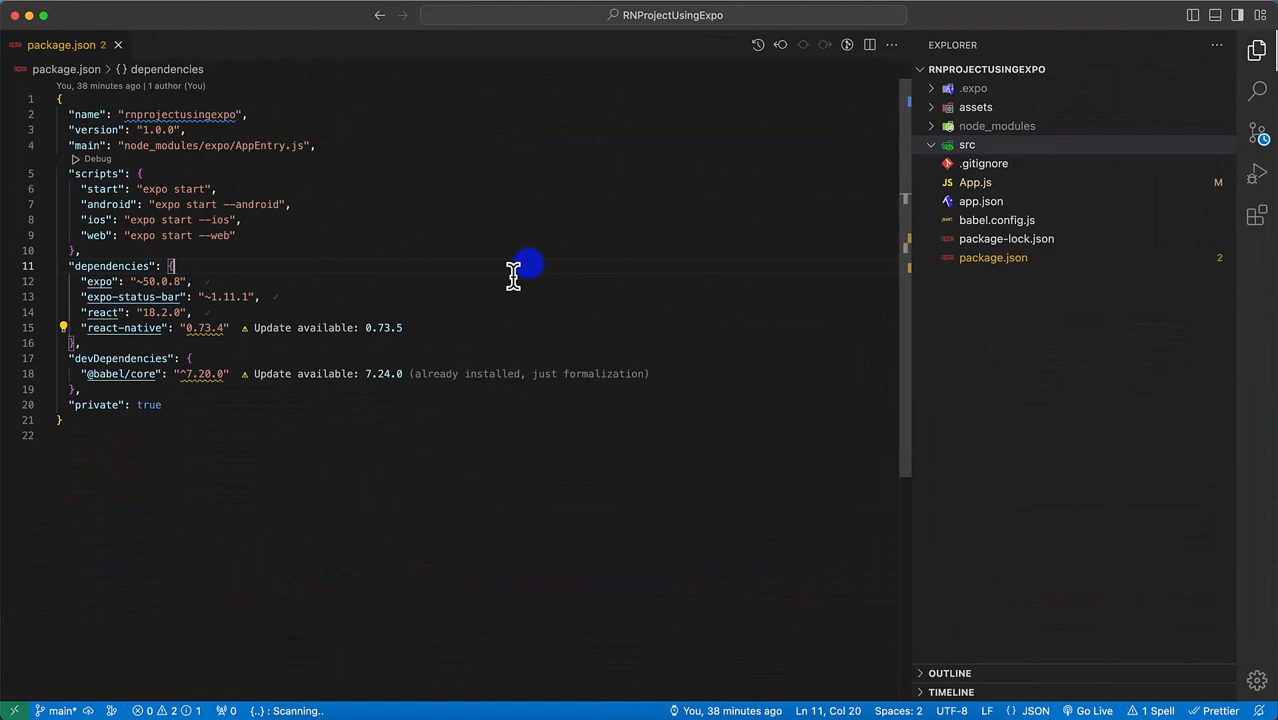 RNProjectUsingExpo
package.json 2
EXPLORER
package.json > {} dependencies
RNPROJECTUSINGEXPO
You, 38 minutes ago | 1 author (You)
1 {
2 "name": "rnprojectusingexpo",
3 "version": "1.0.0",
4 "main": "node_modules/expo/AppEntry.js",
Debug
5 "scripts": {
6 "start": "expo start",
7 "android": "expo start --android",
8 "ios": "expo start --ios",
9 "web": "expo start --web"
10 },
11 "dependencies": {
12 "expo": "~50.0.8",
13 "expo-status-bar": "~1.11.1",
14 "react": "18.2.0",
15 "react-native": "0.73.4" ⚠ Update available: 0.73.5
16 },
17 "devDependencies": {
18 "@babel/core": "^7.20.0" ⚠ Update available: 7.24.0 (already installed, just formalization)
19 },
20 "private": true
21 }
22
.expo
assets
node_modules
src
.gitignore
JS App.js M
app.json
JS babel.config.js
package-lock.json
package.json 2
OUTLINE
TIMELINE
main* 0 2 1 0 {..} : Scanning.. You, 38 minutes ago Ln 11, Col 20 Spaces: 2 UTF-8 LF {} JSON Go Live 1 Spell Prettier